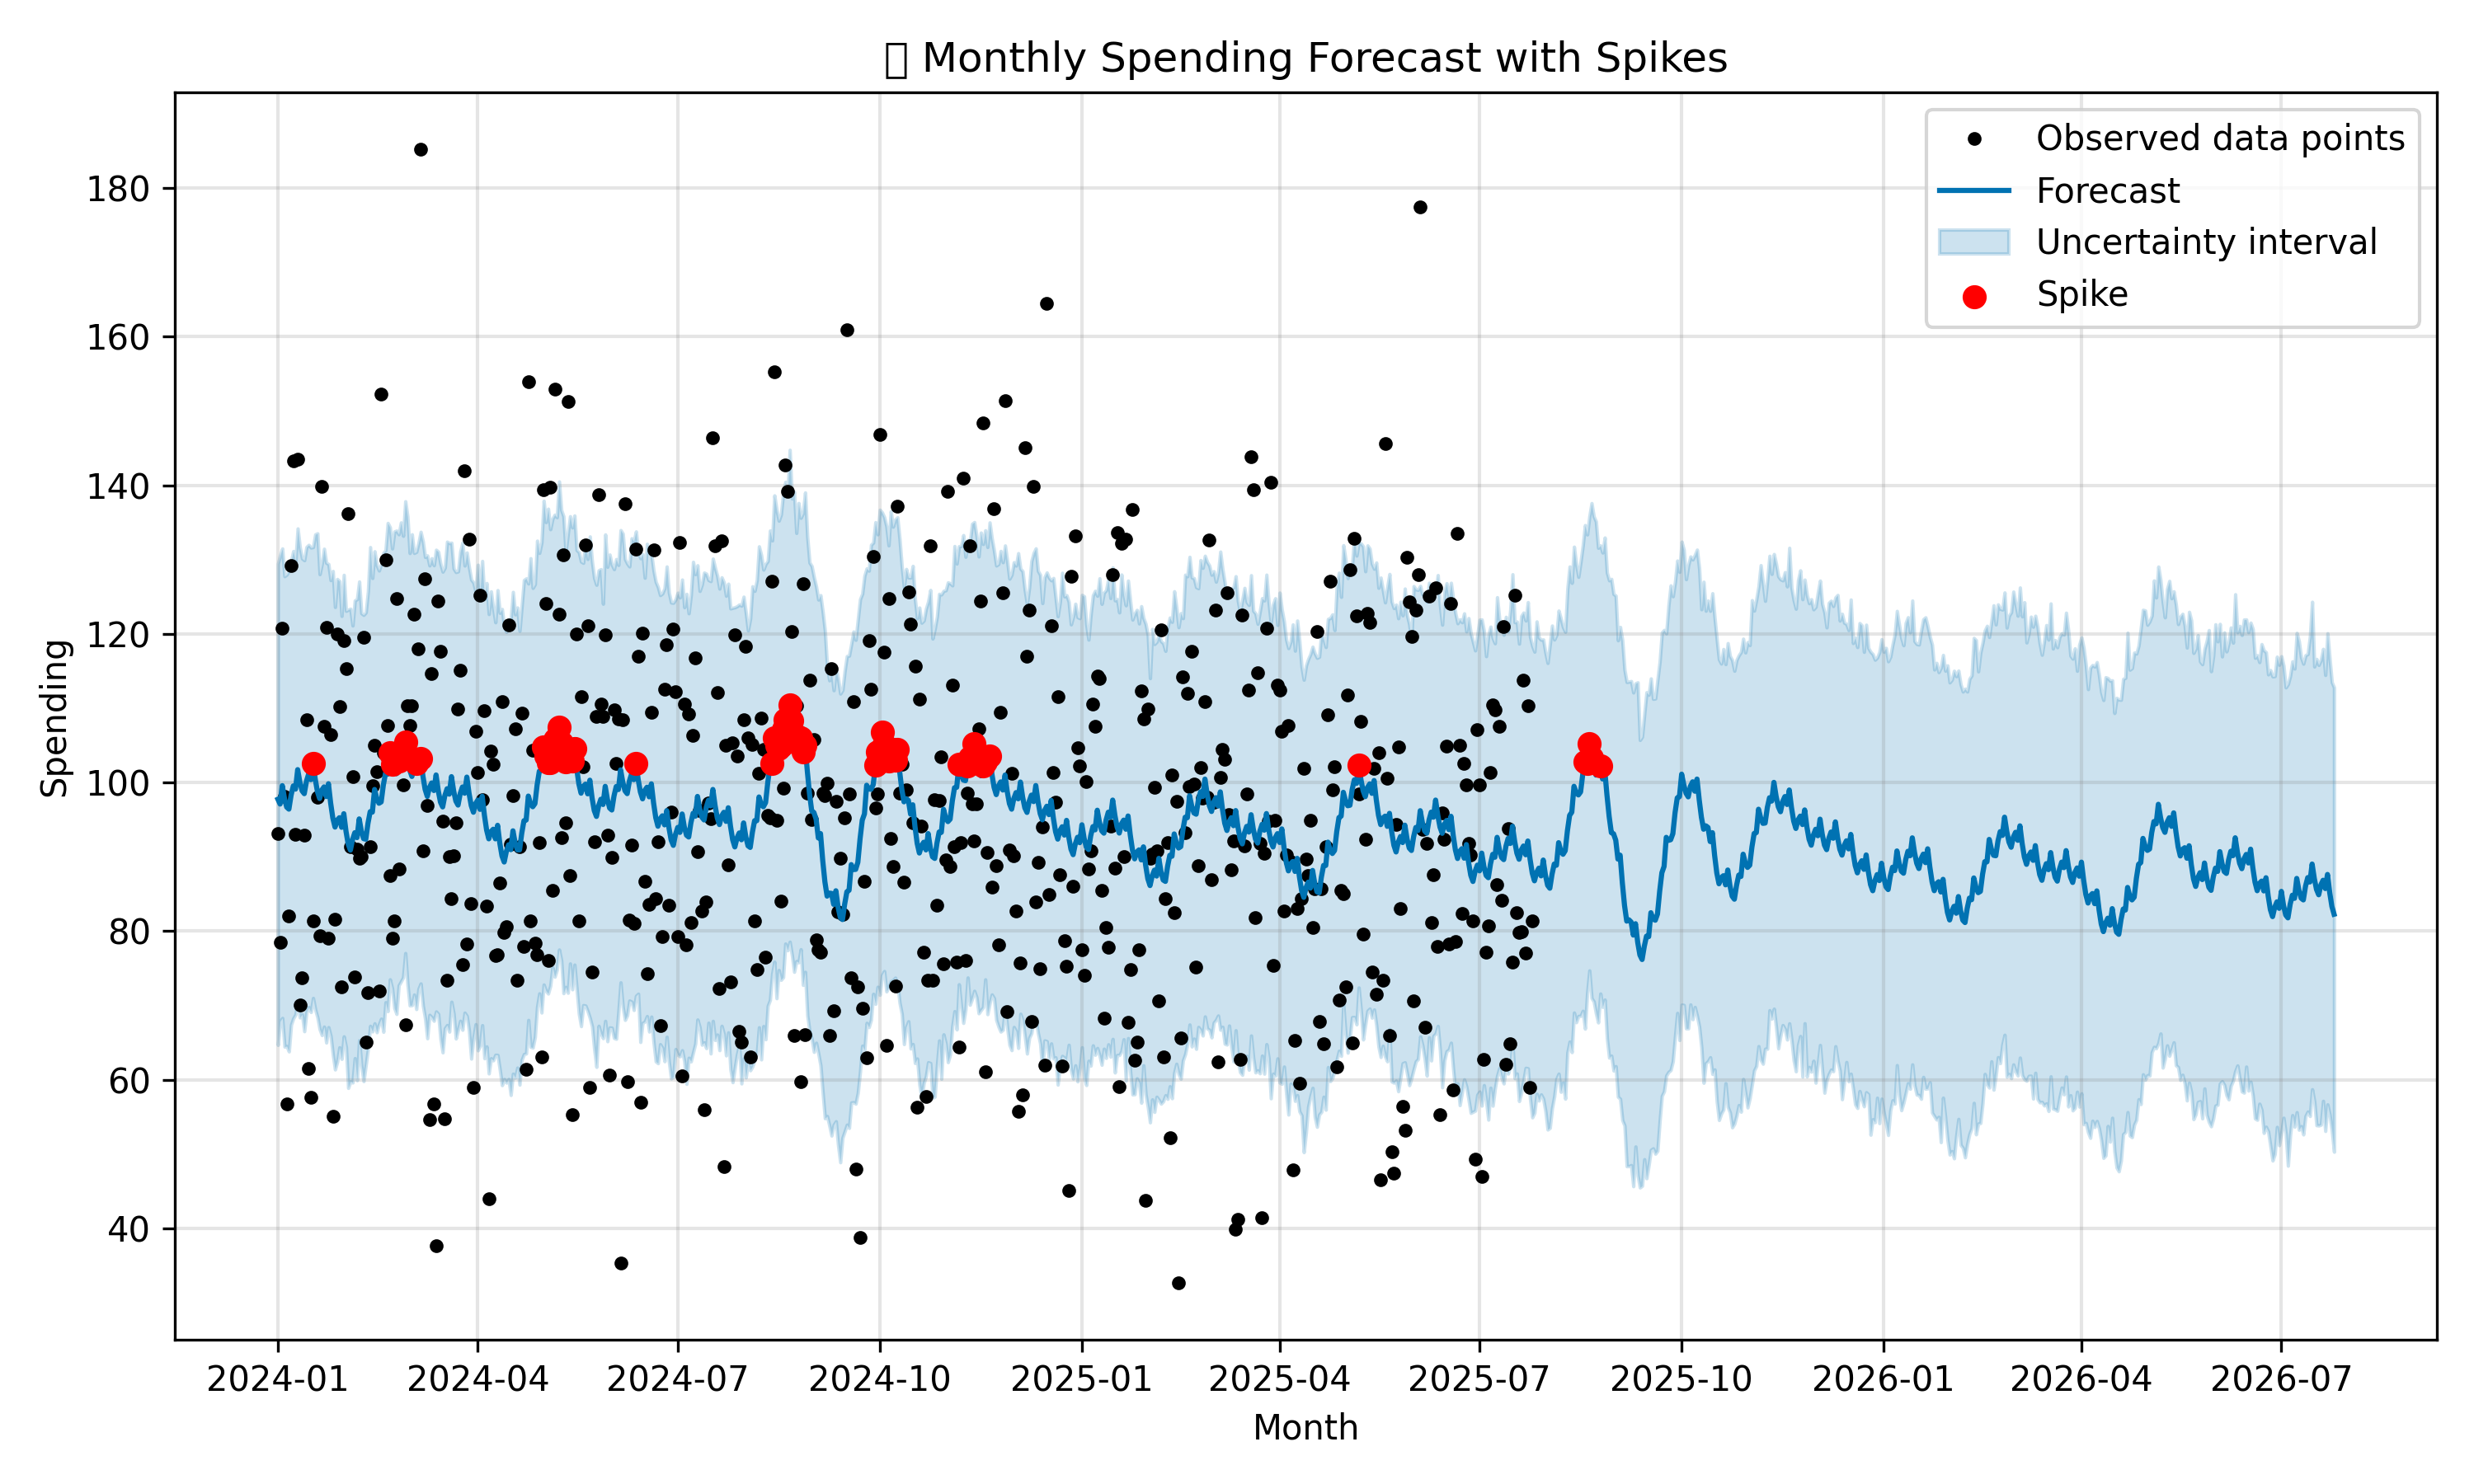 Monthly Spending Forecast with Spikes
Observed data points
Forecast
Uncertainty interval
Spike
180
160
140
120
100
80
60
40
Spending
2024-01 2024-04 2024-07 2024-10 2025-01 2025-04 2025-07 2025-10 2026-01 2026-04 2026-07
Month